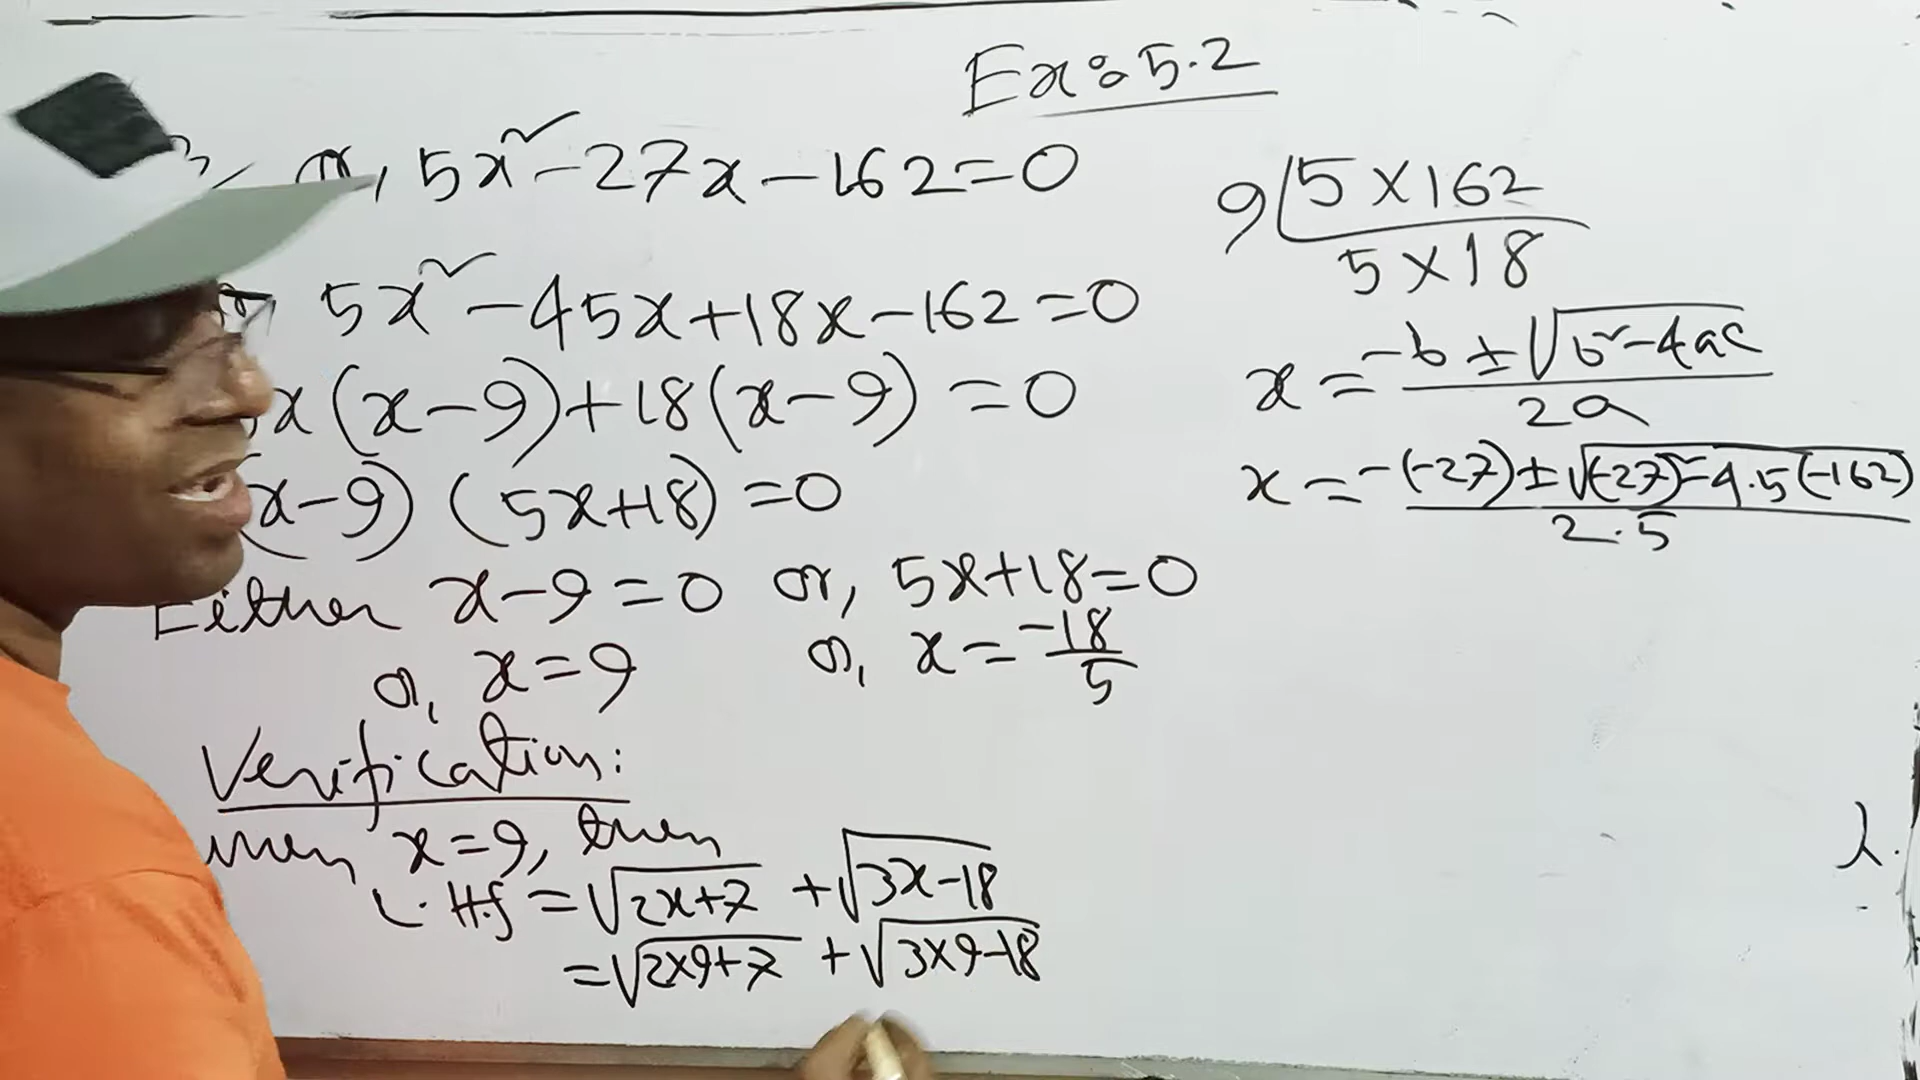 Ex: 5.2
or, 5x² - 27x - 162 = 0
5x² - 45x + 18x - 162 = 0
x(x - 9) + 18(x - 9) = 0
(x - 9) (5x + 18) = 0
Either x - 9 = 0 or, 5x + 18 = 0
or, x = 9 or, x = -18/5
Verification:
when x = 9, then
L.H.S = √(2x+7) + √(3x-18)
= √(2×9+7) + √(3×9-18)
9 | 5 × 162
5 × 18
x = (-b ± √(b² - 4ac)) / 2a
x = (-(-27) ± √((-27)² - 4.5(-162))) / 2.5